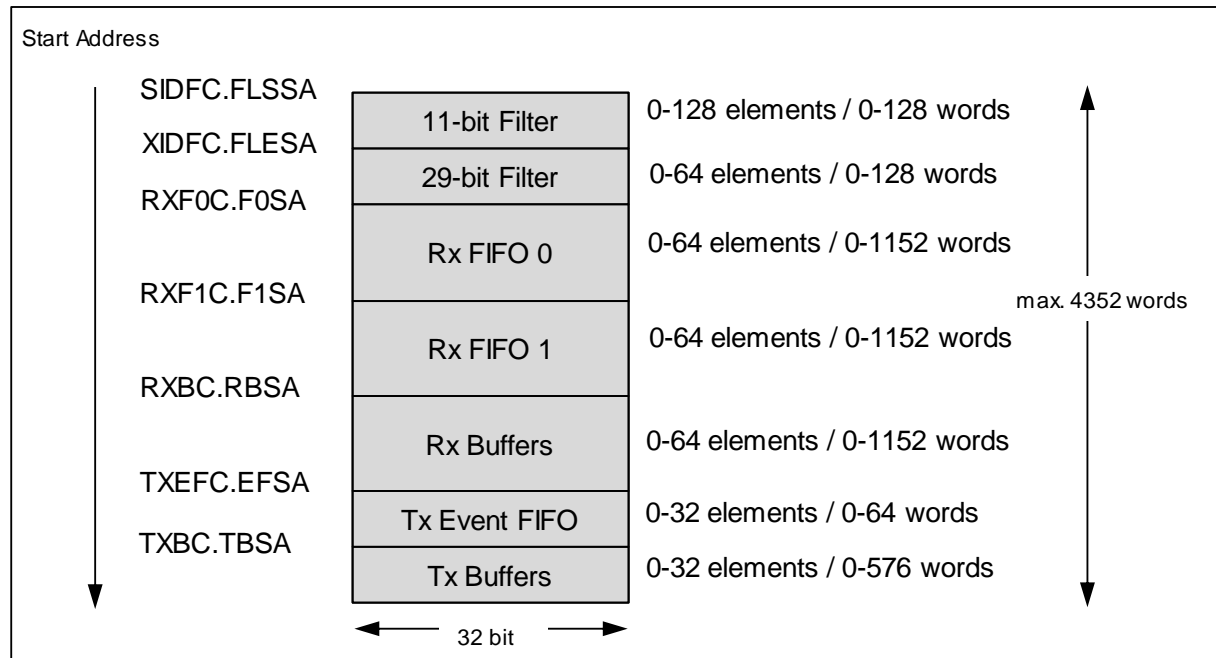 Start Address
SIDFC.FLSSA
11-bit Filter
0-128 elements / 0-128 words
XIDFC.FLESA
29-bit Filter
0-64 elements / 0-128 words
RXF0C.F0SA
Rx FIFO 0
0-64 elements / 0-1152 words
RXF1C.F1SA
max. 4352 words
Rx FIFO 1
0-64 elements / 0-1152 words
RXBC.RBSA
Rx Buffers
0-64 elements / 0-1152 words
TXEFC.EFSA
Tx Event FIFO
0-32 elements / 0-64 words
TXBC.TBSA
Tx Buffers
0-32 elements / 0-576 words
32 bit